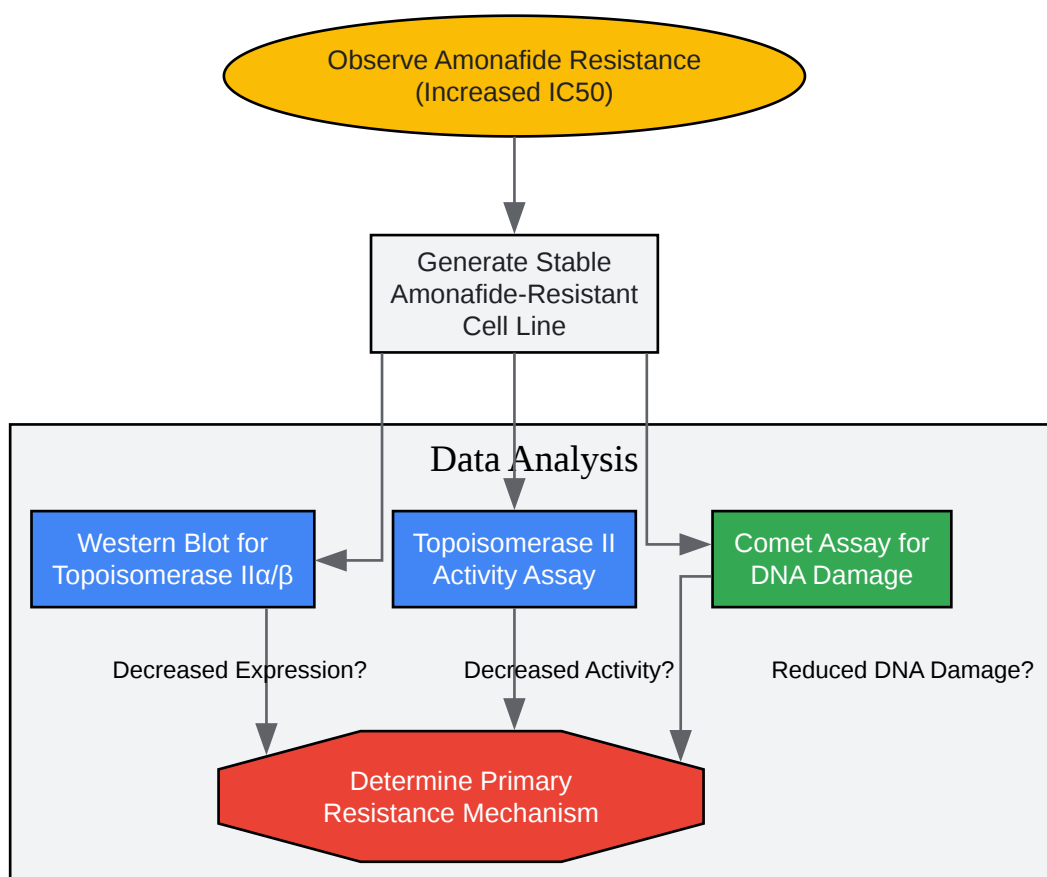 Observe Amonafide Resistance
(Increased IC50)
Generate Stable
Amonafide-Resistant
Cell Line
Data Analysis
Western Blot for
Topoisomerase IIα/β
Topoisomerase II
Activity Assay
Comet Assay for
DNA Damage
Decreased Expression?
Decreased Activity?
Reduced DNA Damage?
Determine Primary
Resistance Mechanism